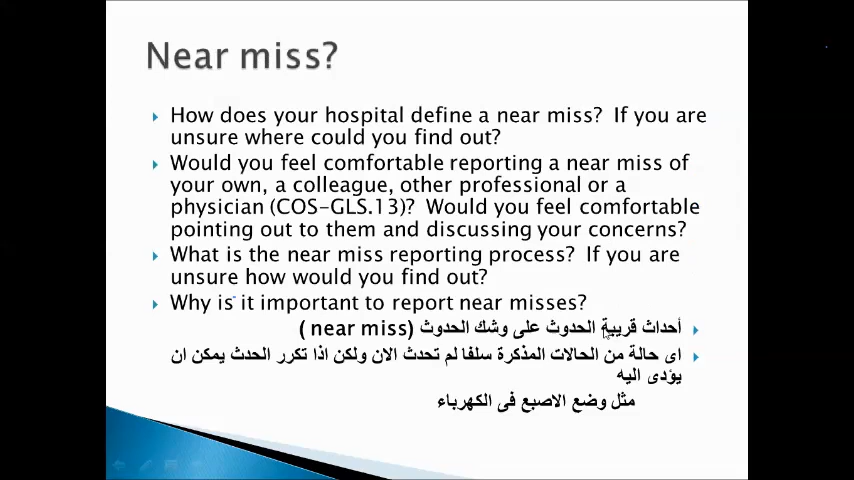 Near miss?
How does your hospital define a near miss? If you are
unsure where could you find out?
Would you feel comfortable reporting a near miss of
your own, a colleague, other professional or a
physician (COS-GLS.13)? Would you feel comfortable
pointing out to them and discussing your concerns?
What is the near miss reporting process? If you are
unsure how would you find out?
Why is it important to report near misses?
أحداث قريبة الحدوث على وشك الحدوث (near miss )
اى حالة من الحالات المذكرة سلفا لم تحدث الان ولكن اذا تكرر الحدث يمكن ان
يؤدى اليه
مثل وضع الاصبع فى الكهرباء